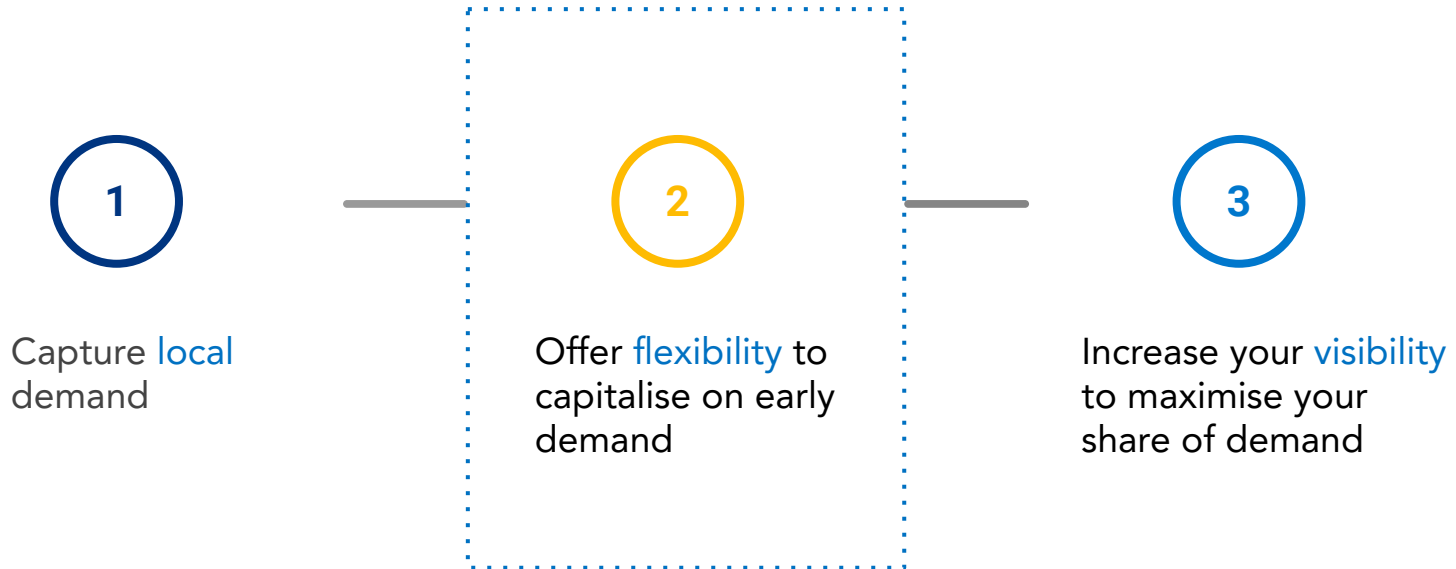 1
Capture local
demand
2
Offer flexibility to
capitalise on early
demand
3
Increase your visibility
to maximise your
share of demand